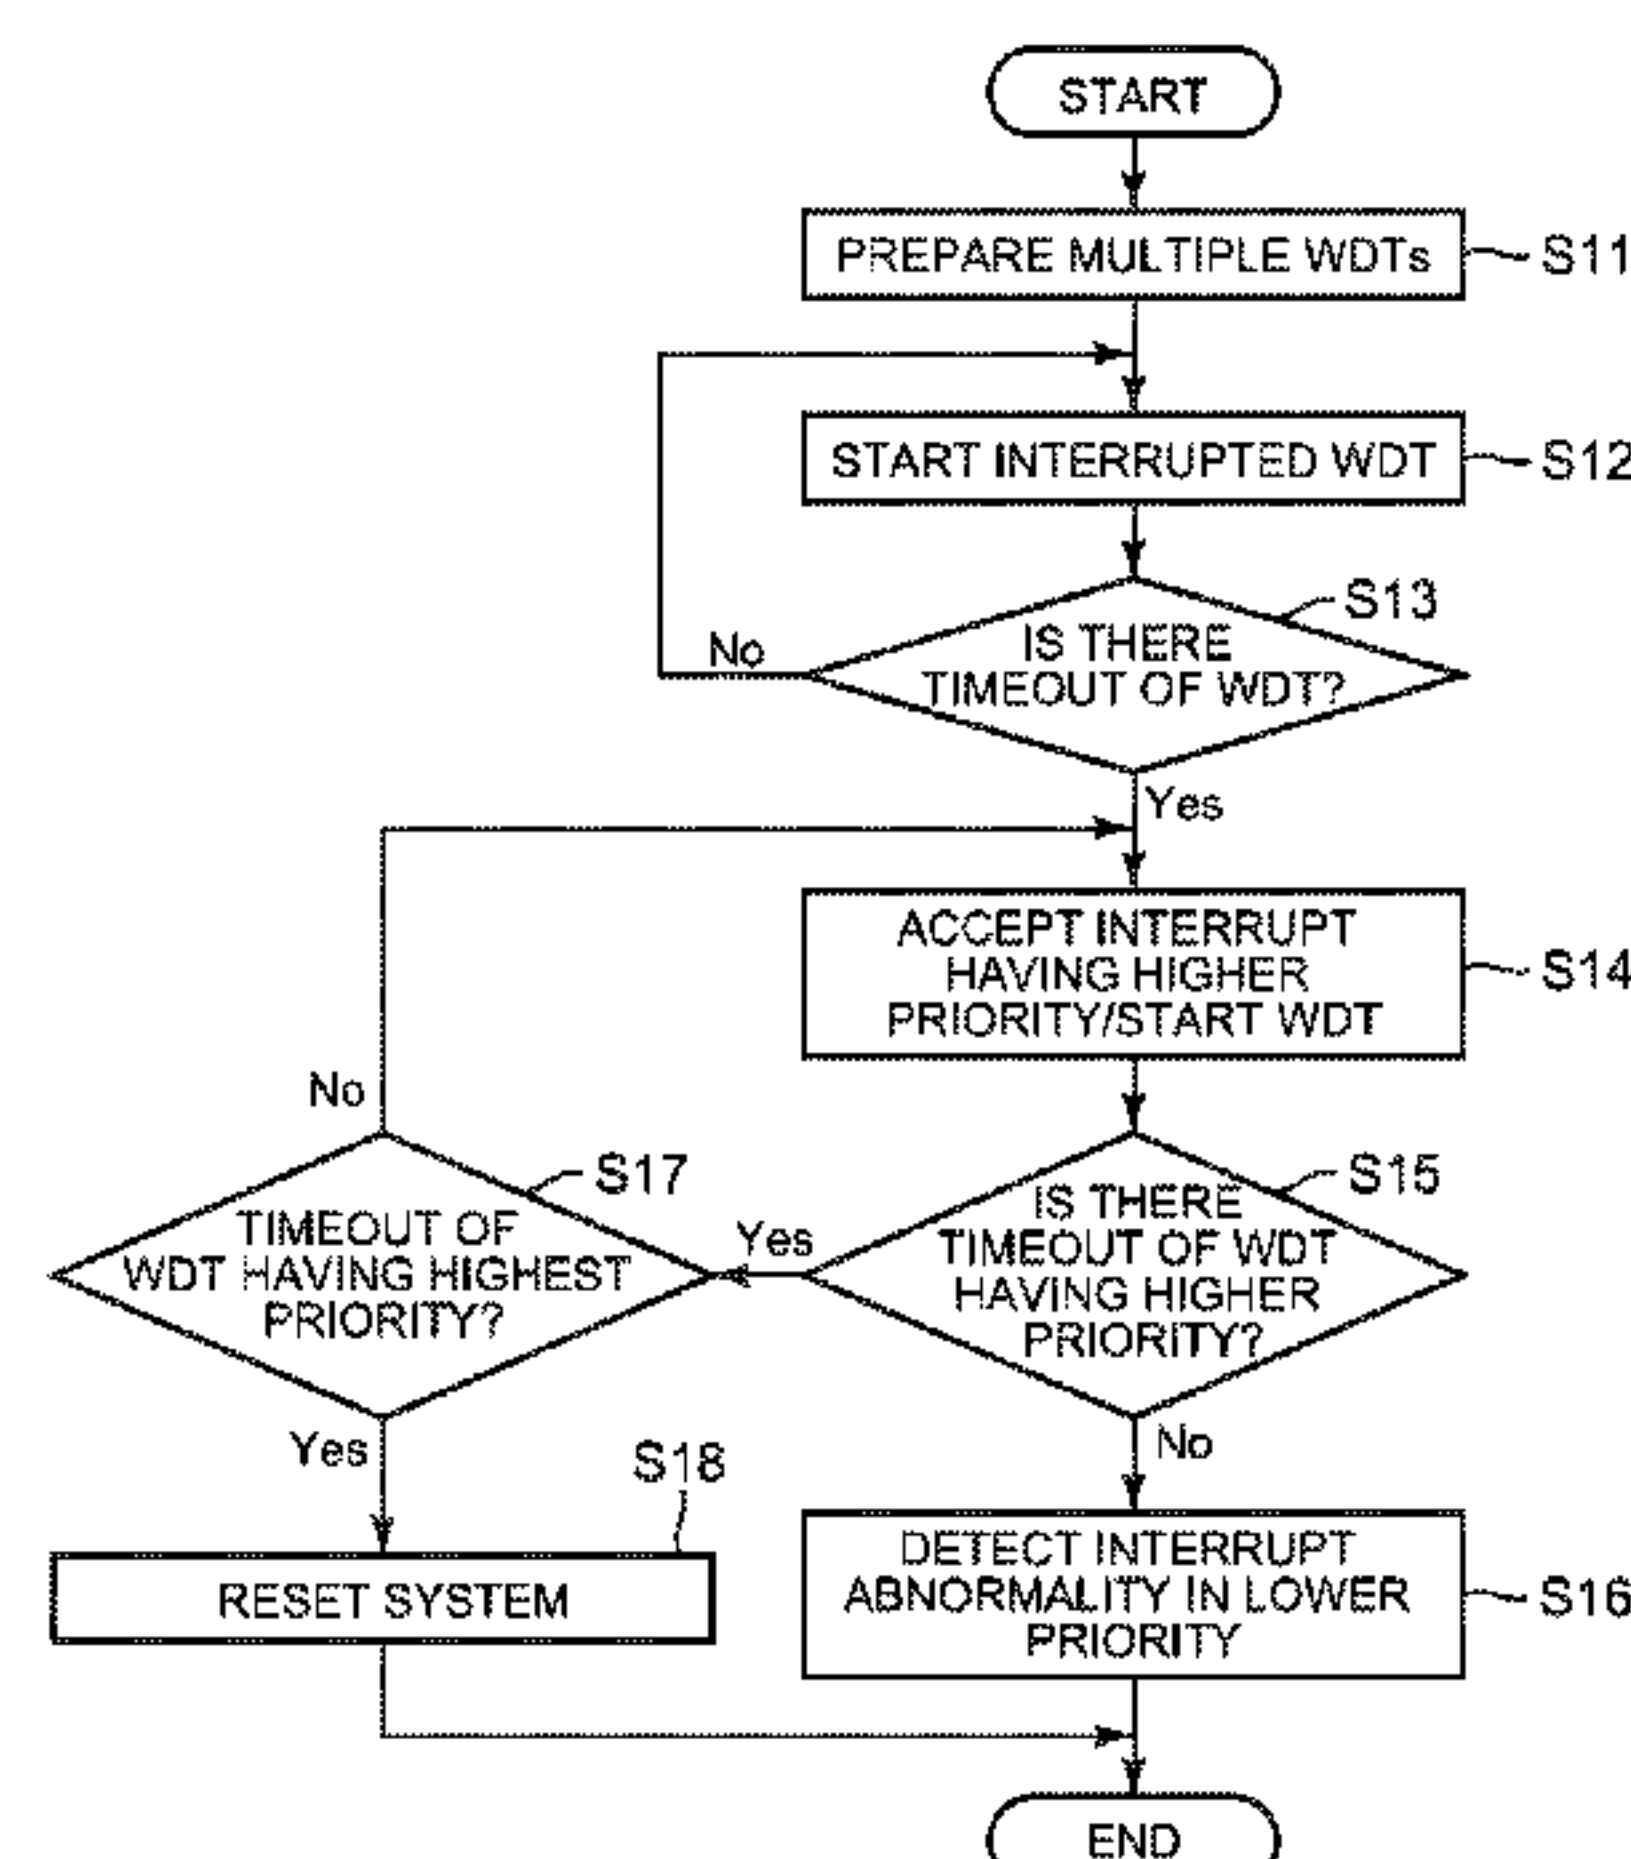 START
PREPARE MULTIPLE WDTs
S11
START INTERRUPTED WDT
S12
S13
IS THERE
TIMEOUT OF WDT?
No
Yes
ACCEPT INTERRUPT
HAVING HIGHER
PRIORITY/START WDT
S14
No
S17
TIMEOUT OF
WDT HAVING HIGHEST
PRIORITY?
Yes
S15
IS THERE
TIMEOUT OF WDT
HAVING HIGHER
PRIORITY?
Yes
No
S18
RESET SYSTEM
DETECT INTERRUPT
ABNORMALITY IN LOWER
PRIORITY
S16
END